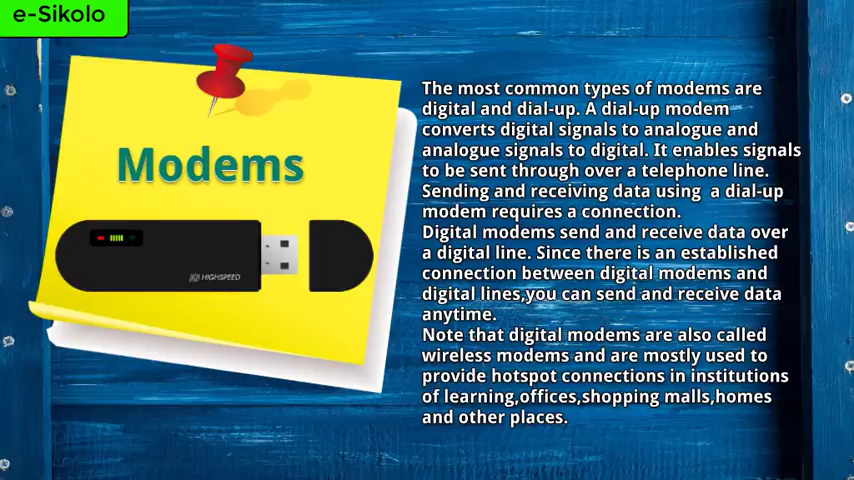 e-Sikolo
Modems
HIGHSPEED
The most common types of modems are
digital and dial-up. A dial-up modem
converts digital signals to analogue and
analogue signals to digital. It enables signals
to be sent through over a telephone line.
Sending and receiving data using  a dial-up
modem requires a connection.
Digital modems send and receive data over
a digital line. Since there is an established
connection between digital modems and
digital lines,you can send and receive data
anytime.
Note that digital modems are also called
wireless modems and are mostly used to
provide hotspot connections in institutions
of learning,offices,shopping malls,homes
and other places.